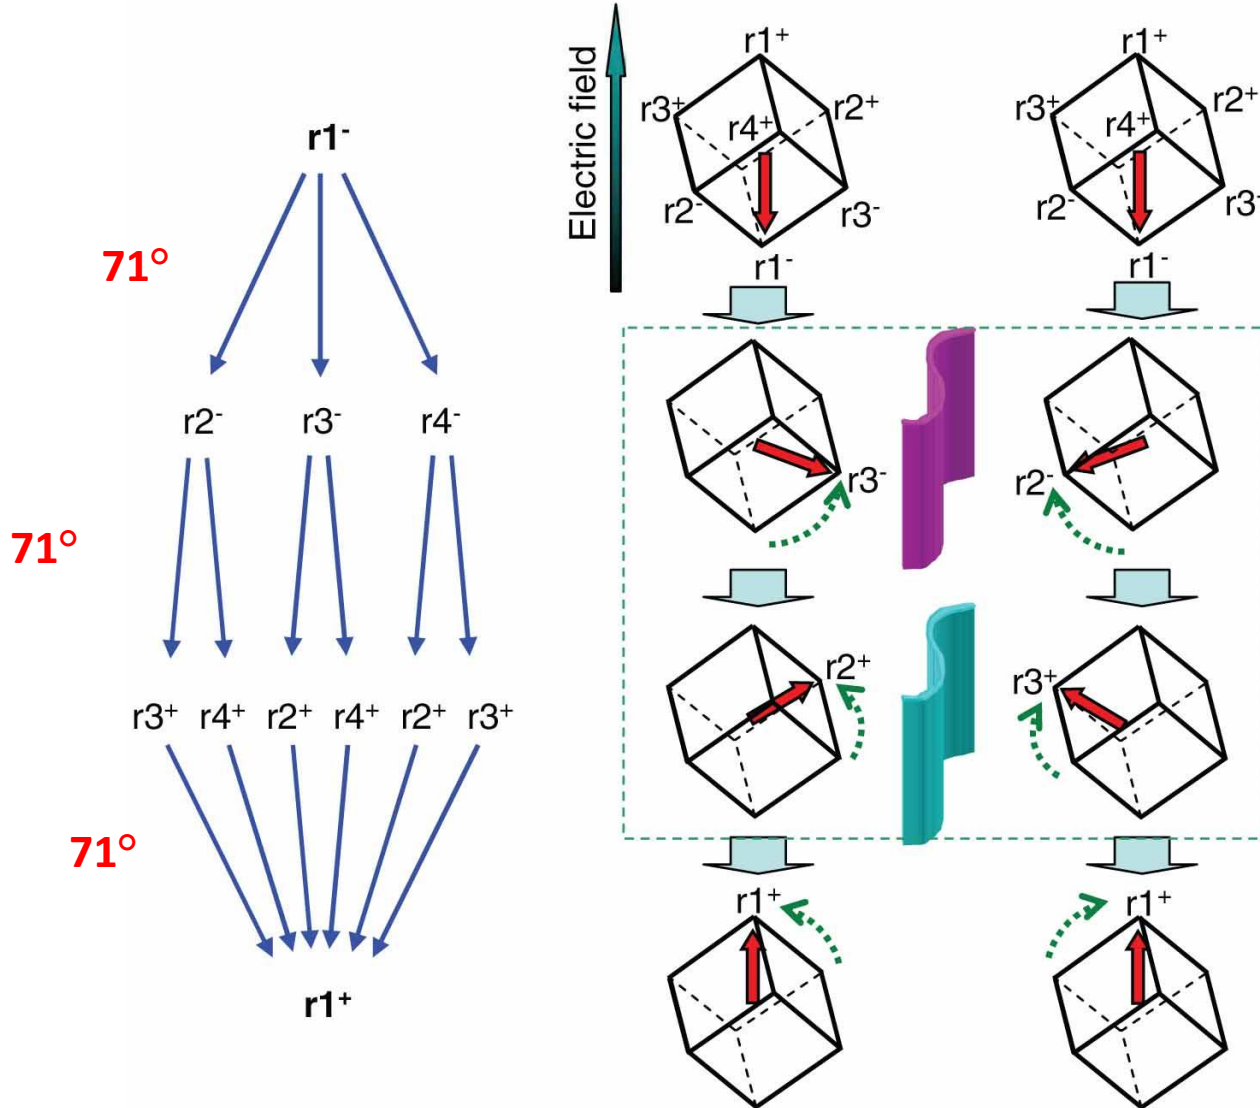 r1⁻
71°
r2⁻ r3⁻ r4⁻
71°
r3⁺ r4⁺ r2⁺ r4⁺ r2⁺ r3⁺
71°
r1⁺
Electric field
r1⁺
r3⁺
r2⁺
r4⁺
r2⁻
r3⁻
r1⁻
r1⁺
r3⁺
r2⁺
r4⁺
r2⁻
r3⁻
r1⁻
r3⁻
r2⁻
r2⁺
r3⁺
r1⁺
r1⁺